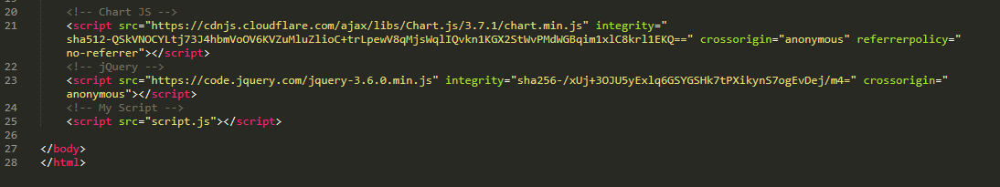 20 <!-- Chart JS -->
21 <script src="https://cdnjs.cloudflare.com/ajax/libs/Chart.js/3.7.1/chart.min.js" integrity="
sha512-QSkVNOCYLtj73J4hbmVoOV6KVZuMluZlioC+trLpewV8qMjsWqlIQvkn1KGX2StWvPMdWGBqim1xlC8krl1EKQ==" crossorigin="anonymous" referrerpolicy="
no-referrer"></script>
22 <!-- jQuery -->
23 <script src="https://code.jquery.com/jquery-3.6.0.min.js" integrity="sha256-/xUj+3OJU5yExlq6GSYGSHk7tPXikynS7ogEvDej/m4=" crossorigin="
anonymous"></script>
24 <!-- My Script -->
25 <script src="script.js"></script>
26
27 </body>
28 </html>